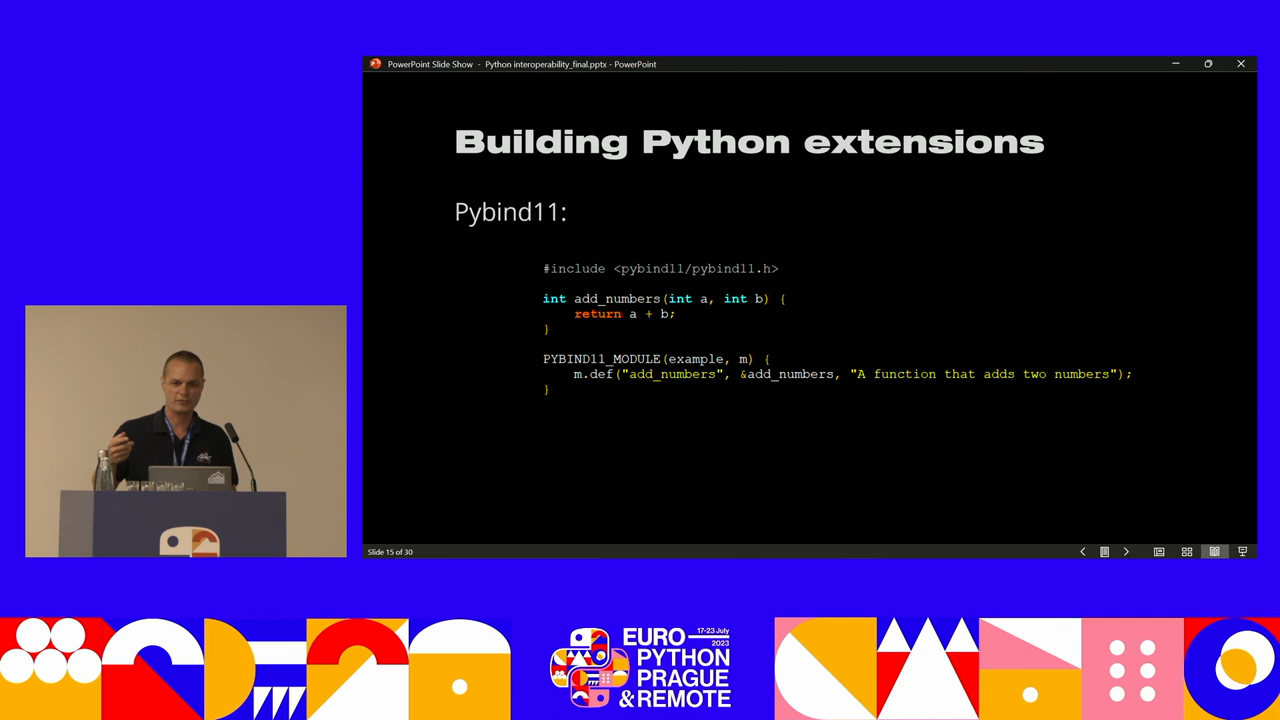 PowerPoint Slide Show - Python interoperability_final.pptx - PowerPoint
Building Python extensions
Pybind11:
#include <pybind11/pybind11.h>
int add_numbers(int a, int b) {
    return a + b;
}
PYBIND11_MODULE(example, m) {
    m.def("add_numbers", &add_numbers, "A function that adds two numbers");
}
Slide 15 of 30
EURO
17-23 July
2023
PYTHON
PRAGUE
& REMOTE